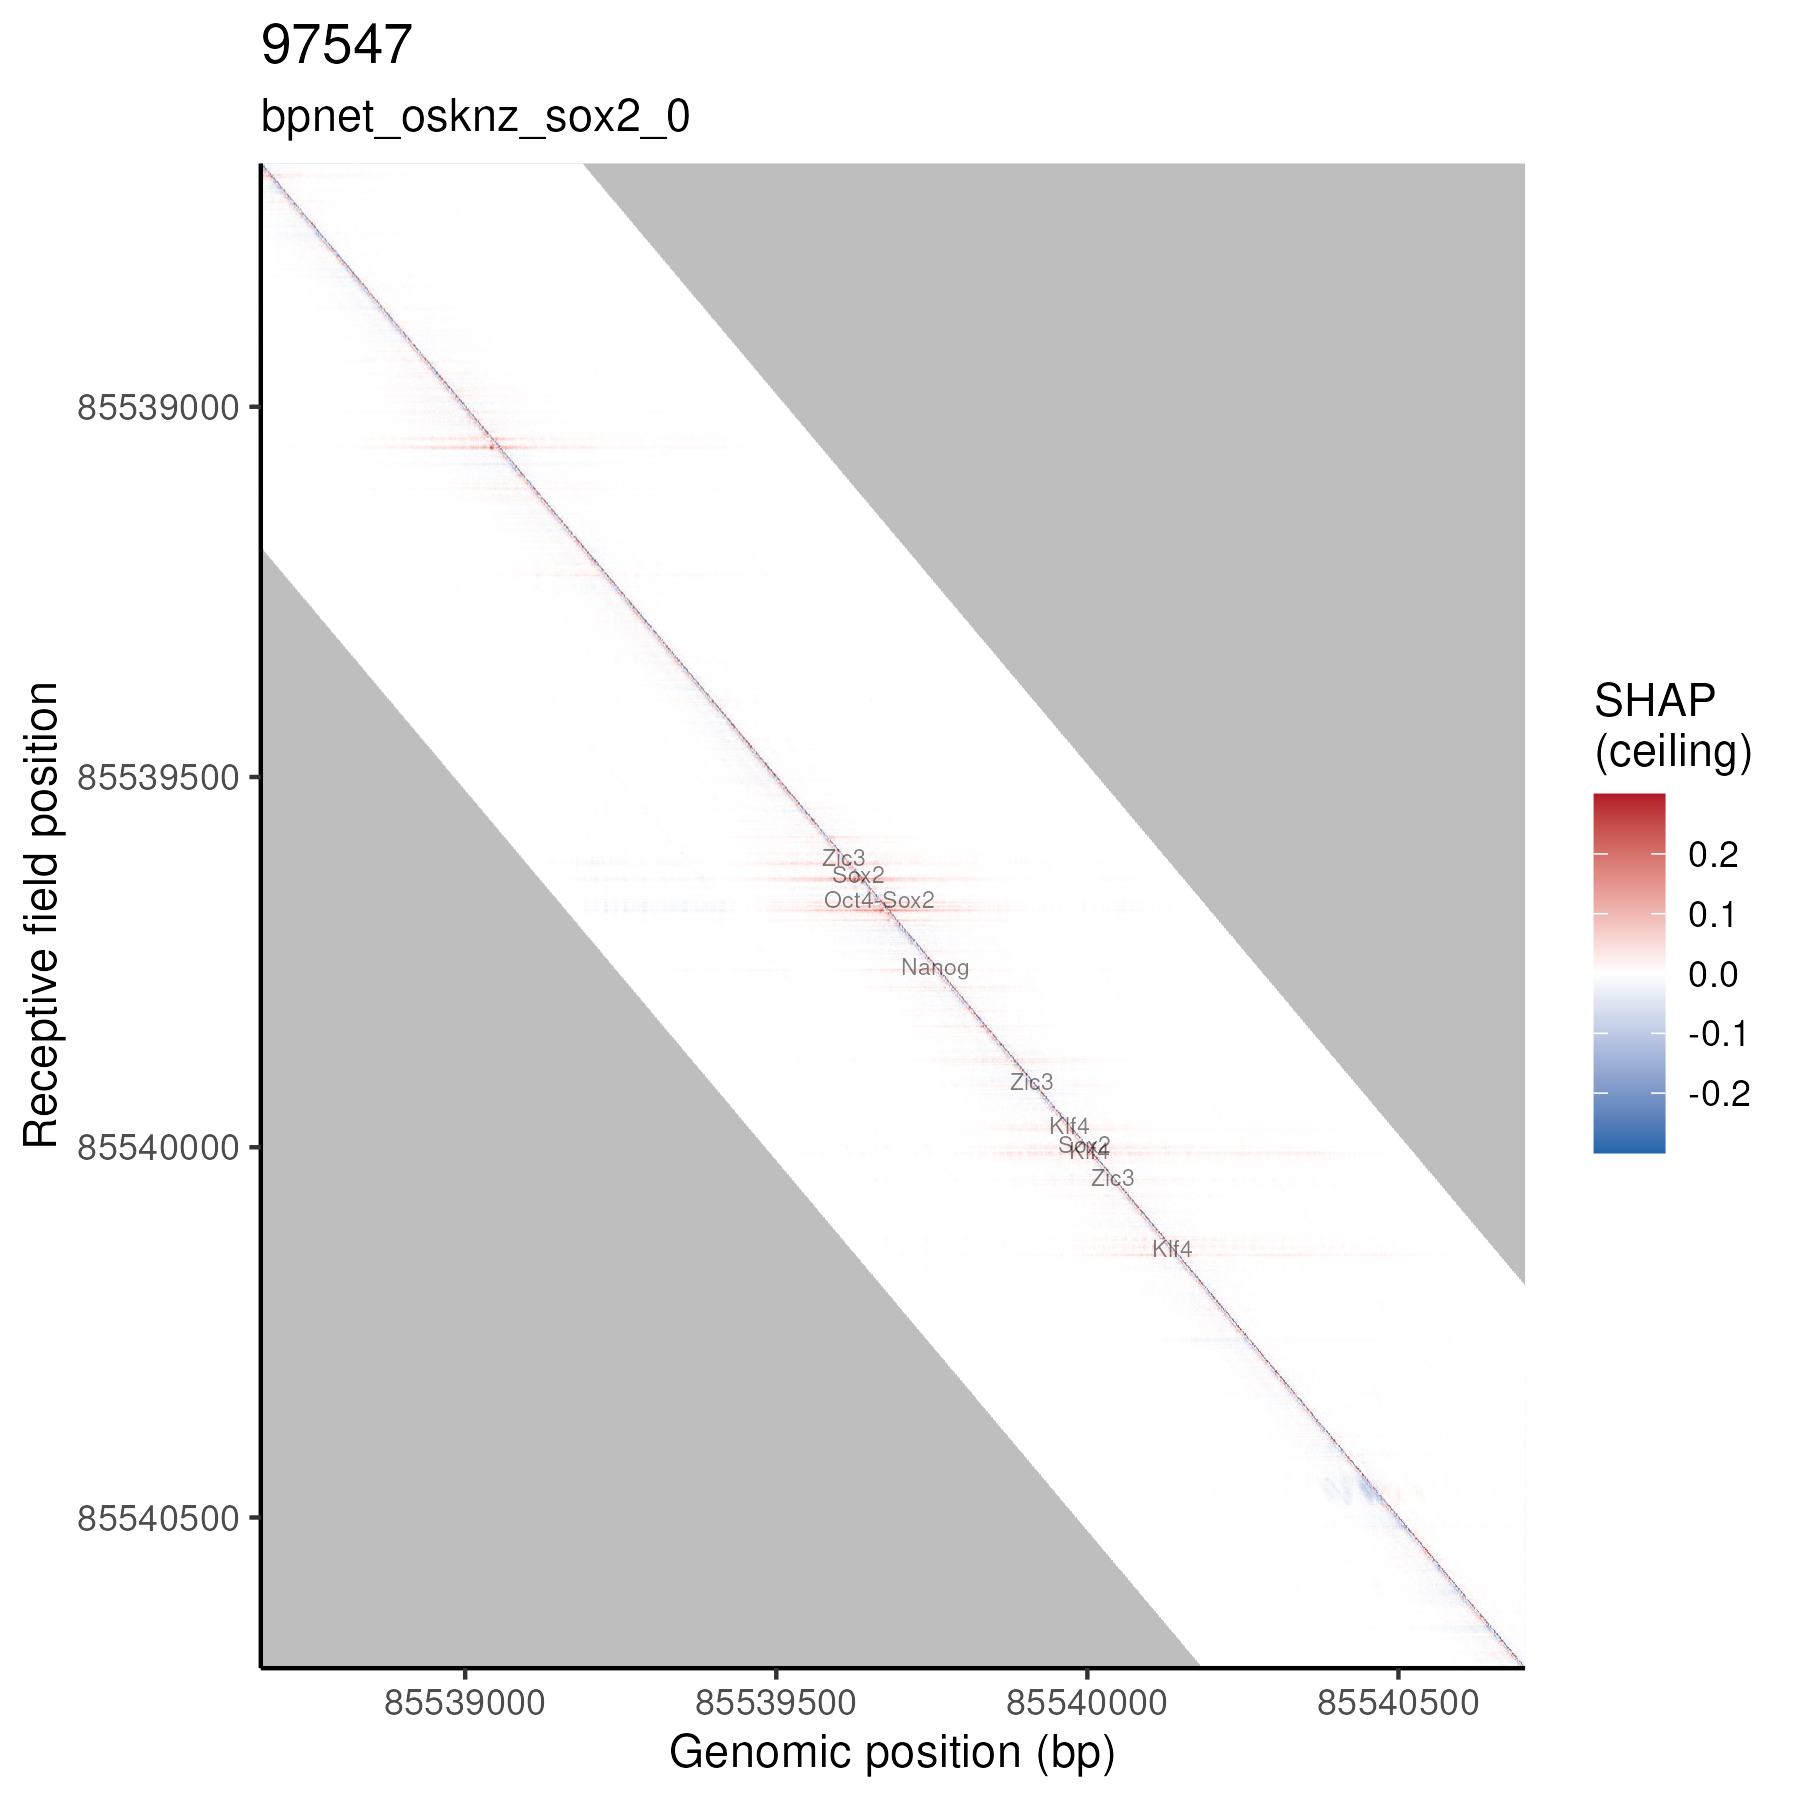 97547
bpnet_osknz_sox2_0
Receptive field position
85539000
85539500
85540000
85540500
Zic3
Sox2
Oct4-Sox2
Nanog
Zic3
Klf4
Sox2
Klf4
Zic3
Klf4
85539000 85539500 85540000 85540500
Genomic position (bp)
SHAP
(ceiling)
0.2
0.1
0.0
-0.1
-0.2